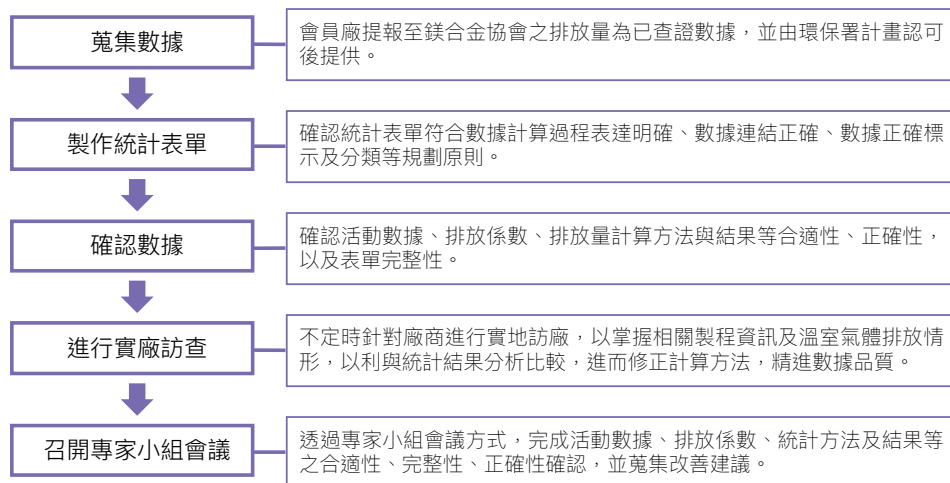 蒐集數據
會員廠提報至鎂合金協會之排放量為已查證數據，並由環保署計畫認可
後提供。
製作統計表單
確認統計表單符合數據計算過程表達明確、數據連結正確、數據正確標
示及分類等規劃原則。
確認數據
確認活動數據、排放係數、排放量計算方法與結果等合適性、正確性，
以及表單完整性。
進行實廠訪查
不定時針對廠商進行實地訪廠，以掌握相關製程資訊及溫室氣體排放情
形，以利與統計結果分析比較，進而修正計算方法，精進數據品質。
召開專家小組會議
透過專家小組會議方式，完成活動數據、排放係數、統計方法及結果等
之合適性、完整性、正確性確認，並蒐集改善建議。